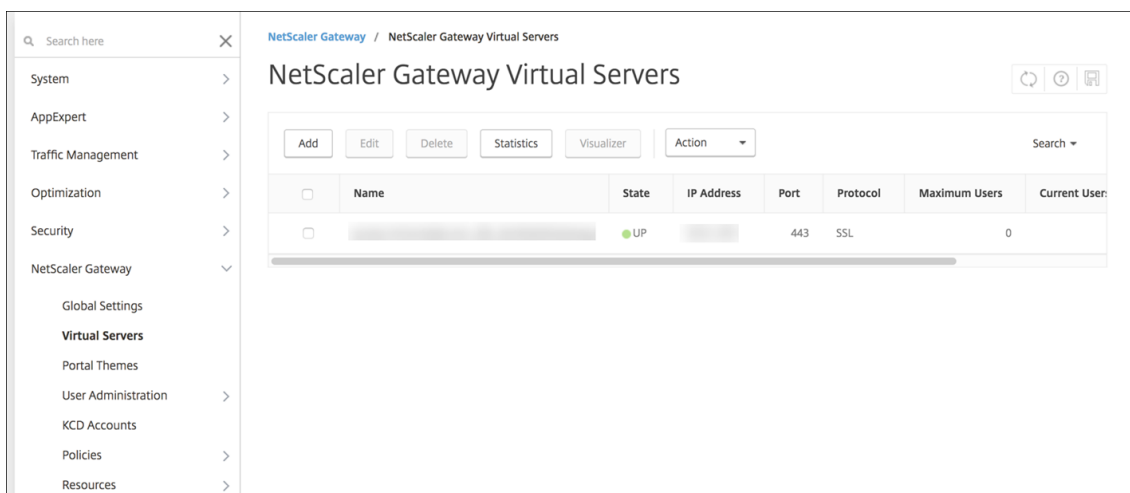 Search here
System
AppExpert
Traffic Management
Optimization
Security
NetScaler Gateway
Global Settings
Virtual Servers
Portal Themes
User Administration
KCD Accounts
Policies
Resources
NetScaler Gateway / NetScaler Gateway Virtual Servers
NetScaler Gateway Virtual Servers
Add Edit Delete Statistics Visualizer Action Search
Name State IP Address Port Protocol Maximum Users Current Users
UP 443 SSL 0